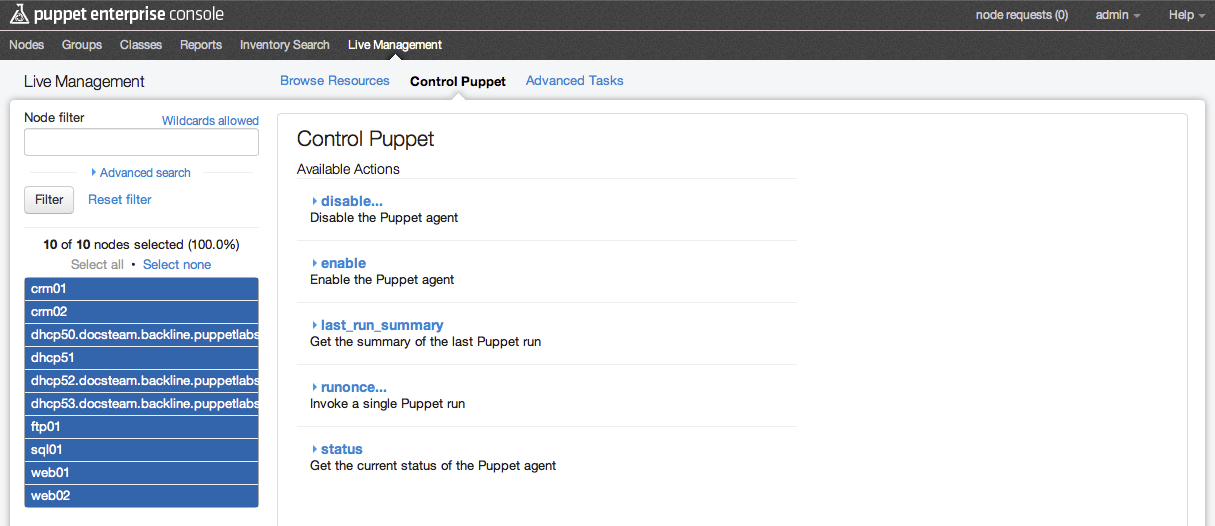 puppet enterprise console
node requests (0) admin Help
Nodes Groups Classes Reports Inventory Search Live Management
Live Management
Browse Resources Control Puppet Advanced Tasks
Node filter Wildcards allowed
Advanced search
Filter Reset filter
10 of 10 nodes selected (100.0%)
Select all • Select none
crm01
crm02
dhcp50.docsteam.backline.puppetlabs
dhcp51
dhcp52.docsteam.backline.puppetlabs
dhcp53.docsteam.backline.puppetlabs
ftp01
sql01
web01
web02
Control Puppet
Available Actions
disable...
Disable the Puppet agent
enable
Enable the Puppet agent
last_run_summary
Get the summary of the last Puppet run
runonce...
Invoke a single Puppet run
status
Get the current status of the Puppet agent